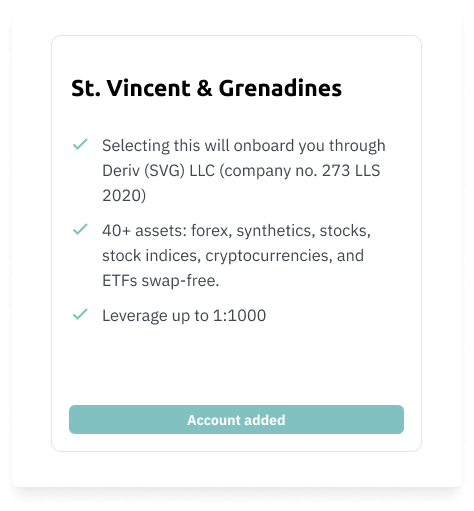 St. Vincent & Grenadines
Selecting this will onboard you through
Deriv (SVG) LLC (company no. 273 LLS
2020)
40+ assets: forex, synthetics, stocks,
stock indices, cryptocurrencies, and
ETFs swap-free.
Leverage up to 1:1000
Account added